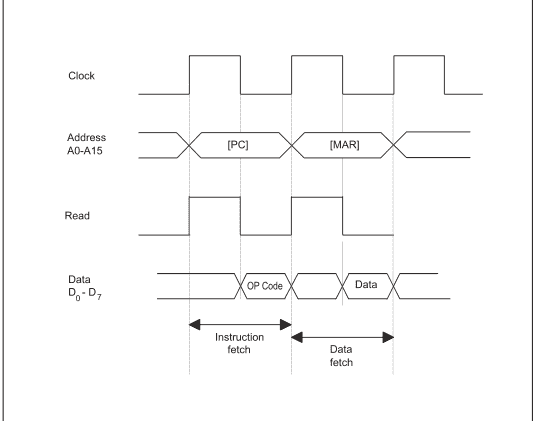 Clock
Address
A0-A15
[PC]
[MAR]
Read
Data
D0 - D7
OP Code
Data
Instruction
fetch
Data
fetch